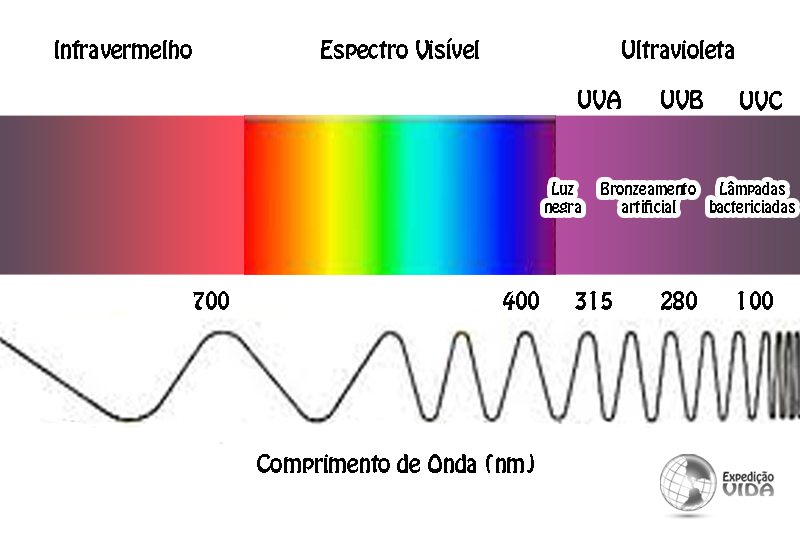 Infravermelho
Espectro Visível
Ultravioleta
UVA
UVB
UVC
Luz
negra
Bronzeamento
artificial
Lâmpadas
bactericiadas
700
400
315
280
100
Comprimento de Onda (nm)
Expedição
VIDA